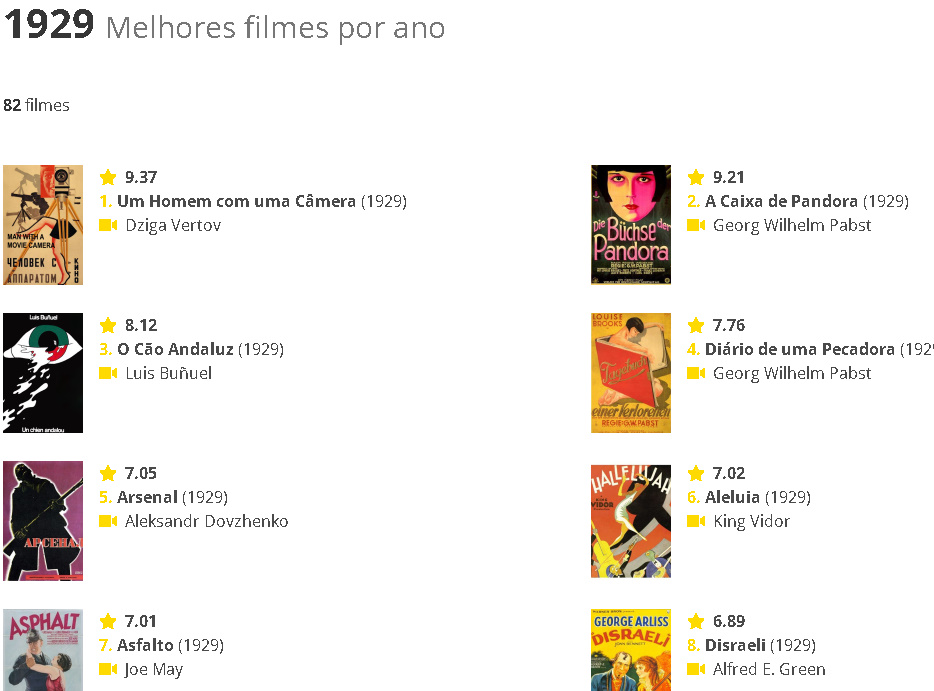 1929 Melhores filmes por ano
82 filmes
9.37
1. Um Homem com uma Câmera (1929)
Dziga Vertov
MAN WITH A
MOVIE CAMERA
ЧЕЛОВЕК С
АППАРАТОМ
КИНО
9.21
2. A Caixa de Pandora (1929)
Georg Wilhelm Pabst
Die
Büchse der
Pandora
REGIE: G.W. PABST
8.12
3. O Cão Andaluz (1929)
Luis Buñuel
Luis Buñuel
Un chien andalou
7.76
4. Diário de uma Pecadora (192
Georg Wilhelm Pabst
LOUISE
BROOKS
Tagebuch
einer Verlorenen
REGIE: G.W. PABST
7.05
5. Arsenal (1929)
Aleksandr Dovzhenko
АРСЕНАЛ
7.02
6. Aleluia (1929)
King Vidor
HALLELUJAH
KING
VIDOR
7.01
7. Asfalto (1929)
Joe May
ASPHALT
6.89
8. Disraeli (1929)
Alfred E. Green
GEORGE ARLISS
DISRAELI